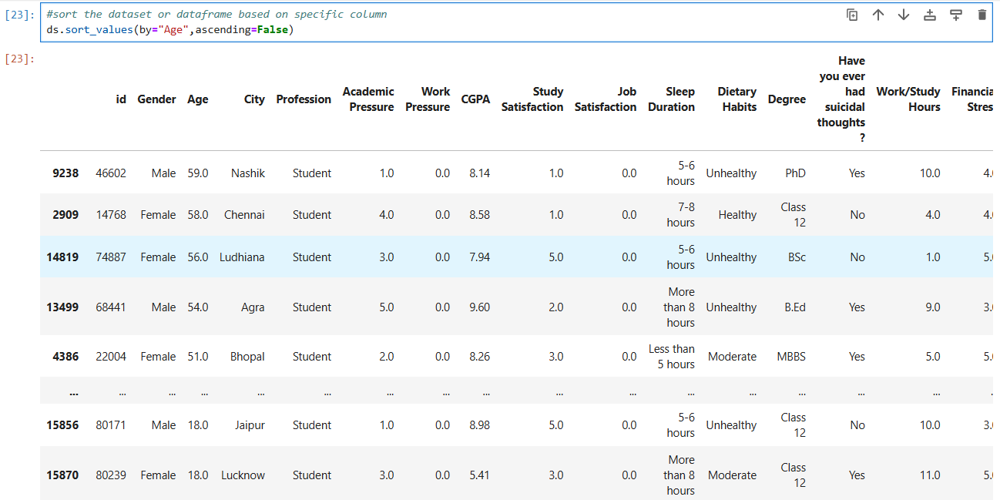 [23]: #sort the dataset or dataframe based on specific column
ds.sort_values(by="Age",ascending=False)
[23]:
id Gender Age City Profession Academic Pressure Work Pressure CGPA Study Satisfaction Job Satisfaction Sleep Duration Dietary Habits Degree Have you ever had suicidal thoughts ? Work/Study Hours Financia Stres
9238 46602 Male 59.0 Nashik Student 1.0 0.0 8.14 1.0 0.0 5-6 hours Unhealthy PhD Yes 10.0 4.
2909 14768 Female 58.0 Chennai Student 4.0 0.0 8.58 1.0 0.0 7-8 hours Healthy Class 12 No 4.0 4.
14819 74887 Female 56.0 Ludhiana Student 3.0 0.0 7.94 5.0 0.0 5-6 hours Unhealthy BSc No 1.0 5.
13499 68441 Male 54.0 Agra Student 5.0 0.0 9.60 2.0 0.0 More than 8 hours Unhealthy B.Ed Yes 9.0 3.
4386 22004 Female 51.0 Bhopal Student 2.0 0.0 8.26 3.0 0.0 Less than 5 hours Moderate MBBS Yes 5.0 5.
... ... ... ... ... ... ... ... ... ... ... ... ... ... ... ... .
15856 80171 Male 18.0 Jaipur Student 1.0 0.0 8.98 5.0 0.0 5-6 hours Unhealthy Class 12 No 10.0 3.
15870 80239 Female 18.0 Lucknow Student 3.0 0.0 5.41 3.0 0.0 More than 8 hours Moderate Class 12 Yes 11.0 5.